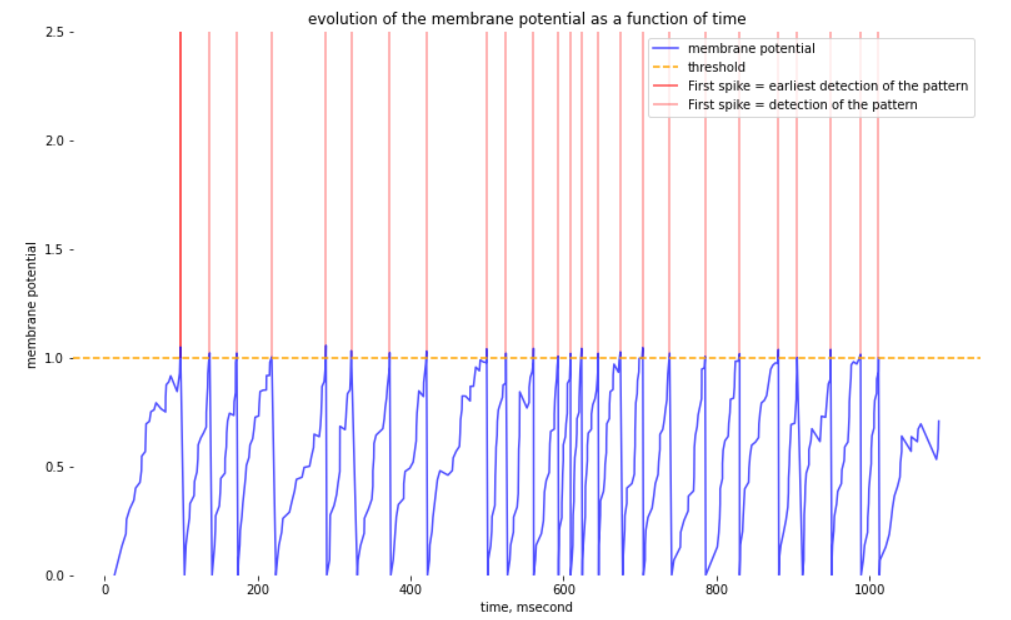 evolution of the membrane potential as a function of time
2.5
2.0
1.5
1.0
0.5
0.0
membrane potential
membrane potential
threshold
First spike = earliest detection of the pattern
First spike = detection of the pattern
0
200
400
600
800
1000
time, msecond